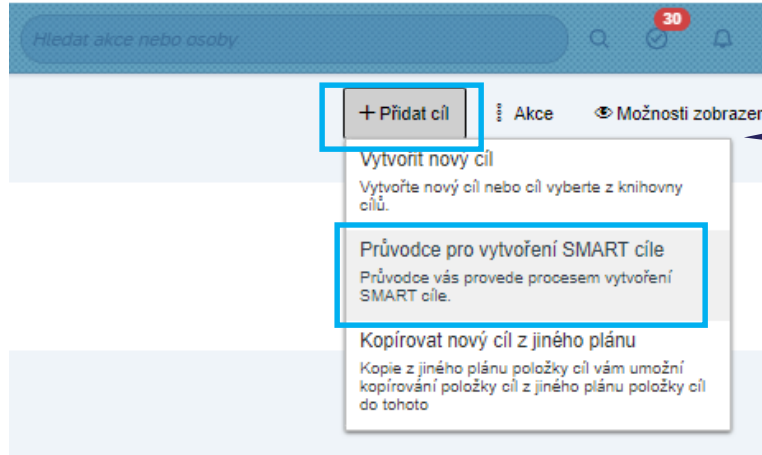 Hledat akce nebo osoby
30
+ Přidat cíl
Akce
Možnosti zobrazen
Vytvořit nový cíl
Vytvořte nový cíl nebo cíl vyberte z knihovny
cílů.
Průvodce pro vytvoření SMART cíle
Průvodce vás provede procesem vytvoření
SMART cíle.
Kopírovat nový cíl z jiného plánu
Kopie z jiného plánu položky cíl vám umožní
kopírování položky cíl z jiného plánu položky cíl
do tohoto